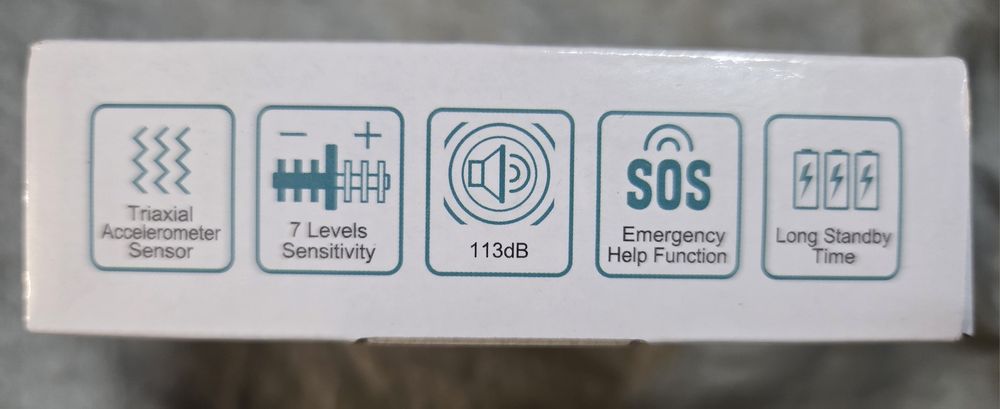 Triaxial
Accelerometer
Sensor
− +
7 Levels
Sensitivity
113dB
SOS
Emergency
Help Function
Long Standby
Time